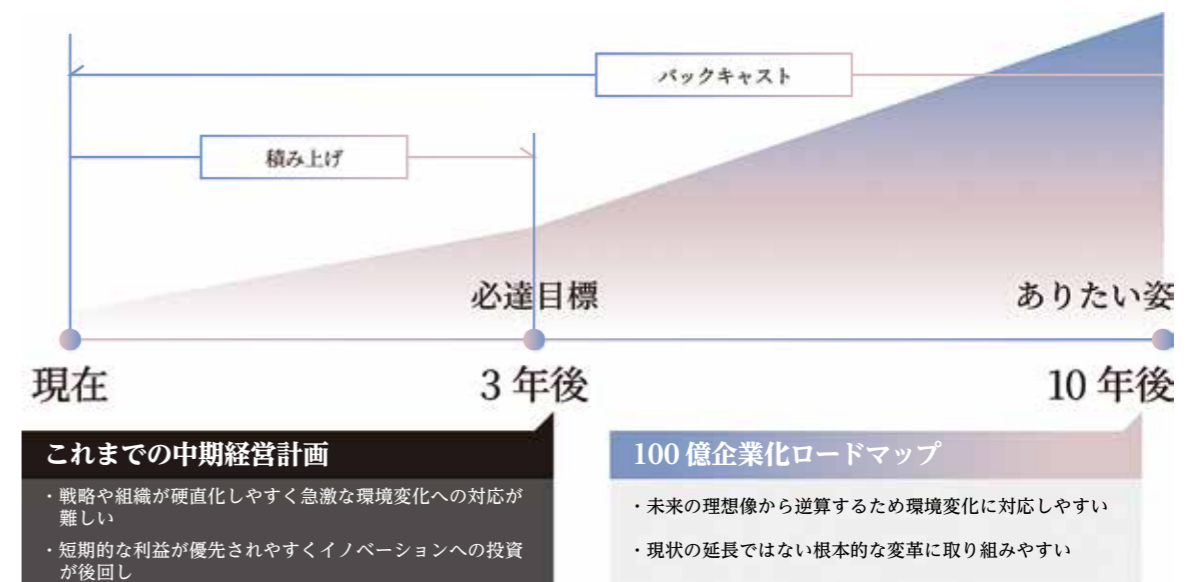 バックキャスト
積み上げ
必達目標
ありたい姿
現在
3 年後
10 年後
これまでの中期経営計画
・戦略や組織が硬直化しやすく急激な環境変化への対応が
難しい
・短期的な利益が優先されやすくイノベーションへの投資
が後回し
100 億企業化ロードマップ
・未来の理想像から逆算するため環境変化に対応しやすい
・現状の延長ではない根本的な変革に取り組みやすい